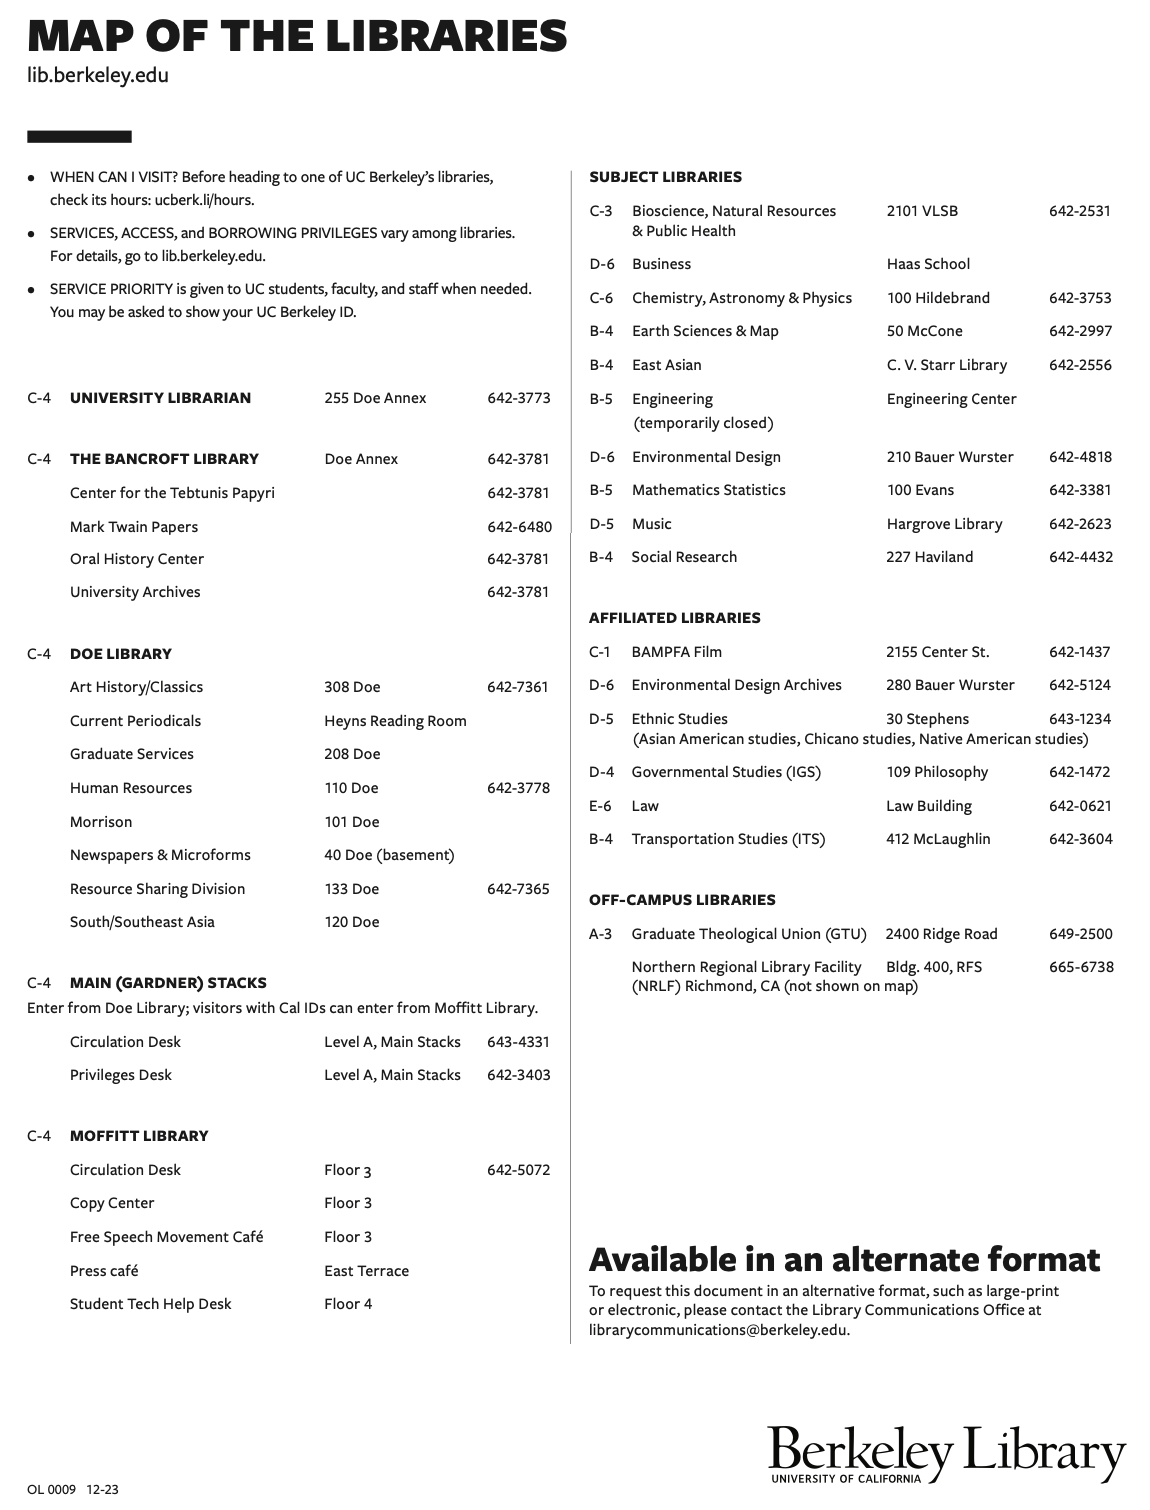 MAP OF THE LIBRARIES
lib.berkeley.edu
• WHEN CAN I VISIT? Before heading to one of UC Berkeley’s libraries,
check its hours: ucberk.li/hours.
• SERVICES, ACCESS, and BORROWING PRIVILEGES vary among libraries.
For details, go to lib.berkeley.edu.
• SERVICE PRIORITY is given to UC students, faculty, and staff when needed.
You may be asked to show your UC Berkeley ID.
C-4 UNIVERSITY LIBRARIAN 255 Doe Annex 642-3773
C-4 THE BANCROFT LIBRARY Doe Annex 642-3781
Center for the Tebtunis Papyri 642-3781
Mark Twain Papers 642-6480
Oral History Center 642-3781
University Archives 642-3781
C-4 DOE LIBRARY
Art History/Classics 308 Doe 642-7361
Current Periodicals Heyns Reading Room
Graduate Services 208 Doe
Human Resources 110 Doe 642-3778
Morrison 101 Doe
Newspapers & Microforms 40 Doe (basement)
Resource Sharing Division 133 Doe 642-7365
South/Southeast Asia 120 Doe
C-4 MAIN (GARDNER) STACKS
Enter from Doe Library; visitors with Cal IDs can enter from Moffitt Library.
Circulation Desk Level A, Main Stacks 643-4331
Privileges Desk Level A, Main Stacks 642-3403
C-4 MOFFITT LIBRARY
Circulation Desk Floor 3 642-5072
Copy Center Floor 3
Free Speech Movement Café Floor 3
Press café East Terrace
Student Tech Help Desk Floor 4
OL 0009 12-23
SUBJECT LIBRARIES
C-3 Bioscience, Natural Resources 2101 VLSB 642-2531
& Public Health
D-6 Business Haas School
C-6 Chemistry, Astronomy & Physics 100 Hildebrand 642-3753
B-4 Earth Sciences & Map 50 McCone 642-2997
B-4 East Asian C. V. Starr Library 642-2556
B-5 Engineering Engineering Center
(temporarily closed)
D-6 Environmental Design 210 Bauer Wurster 642-4818
B-5 Mathematics Statistics 100 Evans 642-3381
D-5 Music Hargrove Library 642-2623
B-4 Social Research 227 Haviland 642-4432
AFFILIATED LIBRARIES
C-1 BAMPFA Film 2155 Center St. 642-1437
D-6 Environmental Design Archives 280 Bauer Wurster 642-5124
D-5 Ethnic Studies 30 Stephens 643-1234
(Asian American studies, Chicano studies, Native American studies)
D-4 Governmental Studies (IGS) 109 Philosophy 642-1472
E-6 Law Law Building 642-0621
B-4 Transportation Studies (ITS) 412 McLaughlin 642-3604
OFF-CAMPUS LIBRARIES
A-3 Graduate Theological Union (GTU) 2400 Ridge Road 649-2500
Northern Regional Library Facility Bldg. 400, RFS 665-6738
(NRLF) Richmond, CA (not shown on map)
Available in an alternate format
To request this document in an alternative format, such as large-print
or electronic, please contact the Library Communications Office at
librarycommunications@berkeley.edu.
Berkeley Library
UNIVERSITY OF CALIFORNIA